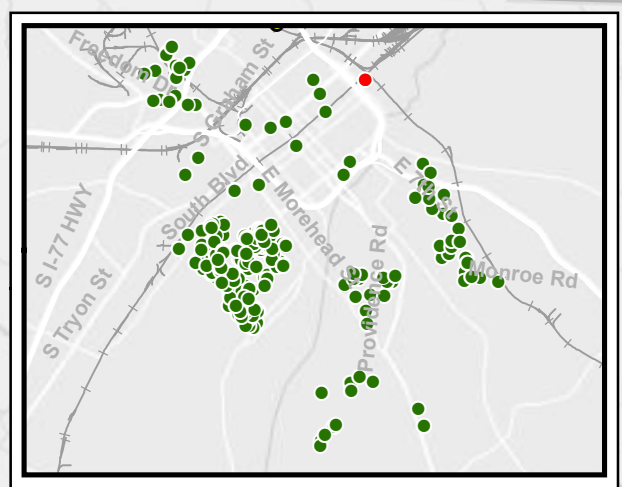 Freedom Dr
S Graham St
South Blvd
E Morehead St
E 7th St
S I-77 HWY
Providence Rd
Monroe Rd
S Tryon St